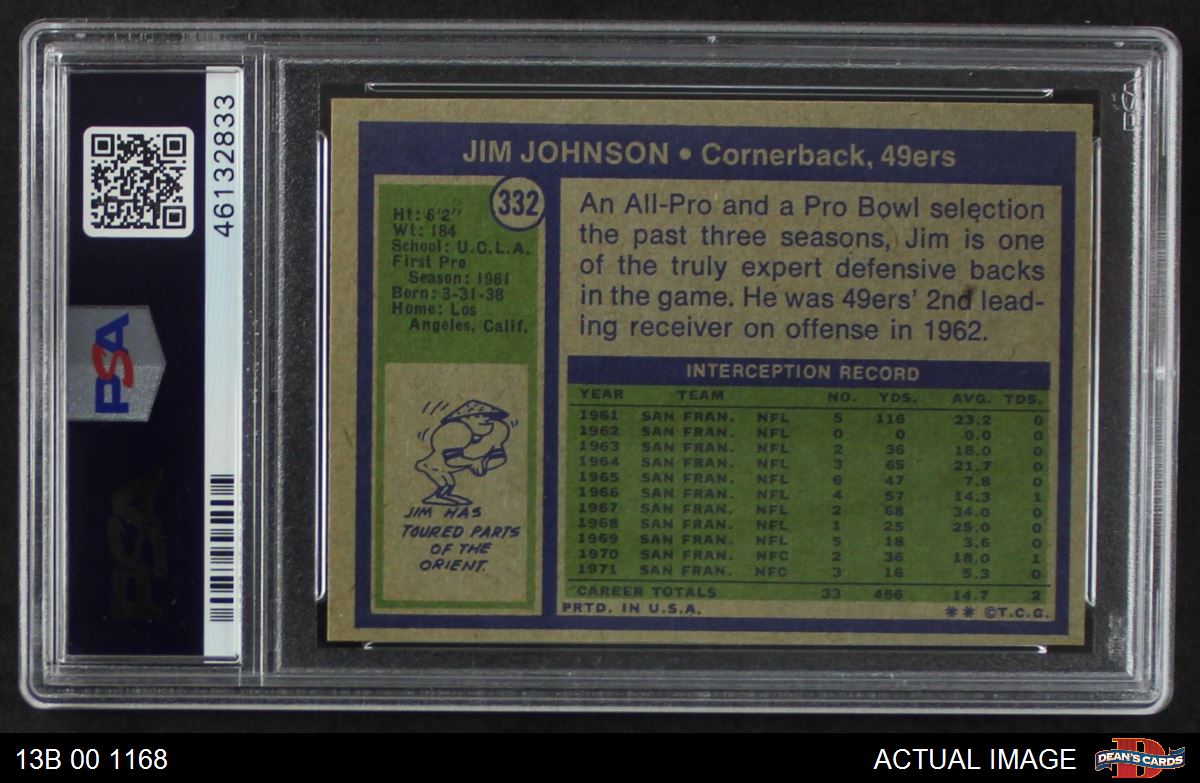 46132833
PSA
PSA
PSA
JIM JOHNSON • Cornerback, 49ers
332
Ht: 6'2"
Wt: 184
School: U.C.L.A.
First Pro
Season: 1961
Born: 3-31-38
Home: Los
Angeles, Calif.
JIM HAS
TOURED PARTS
OF THE
ORIENT.
An All-Pro and a Pro Bowl selection
the past three seasons, Jim is one
of the truly expert defensive backs
in the game. He was 49ers' 2nd lead-
ing receiver on offense in 1962.
INTERCEPTION RECORD
YEAR TEAM NO. YDS. AVG. TDS.
1961 SAN FRAN. NFL 5 116 23.2 0
1962 SAN FRAN. NFL 0 0 0.0 0
1963 SAN FRAN. NFL 2 36 18.0 0
1964 SAN FRAN. NFL 3 65 21.7 0
1965 SAN FRAN. NFL 6 47 7.8 0
1966 SAN FRAN. NFL 4 57 14.3 1
1967 SAN FRAN. NFL 2 68 34.0 0
1968 SAN FRAN. NFL 1 25 25.0 0
1969 SAN FRAN. NFL 5 18 3.6 0
1970 SAN FRAN. NFC 2 36 18.0 1
1971 SAN FRAN. NFC 3 16 5.3 0
CAREER TOTALS 33 486 14.7 2
PRTD. IN U.S.A. ** ©T.C.G.
13B 00 1168
ACTUAL IMAGE
D
DEAN'S CARDS